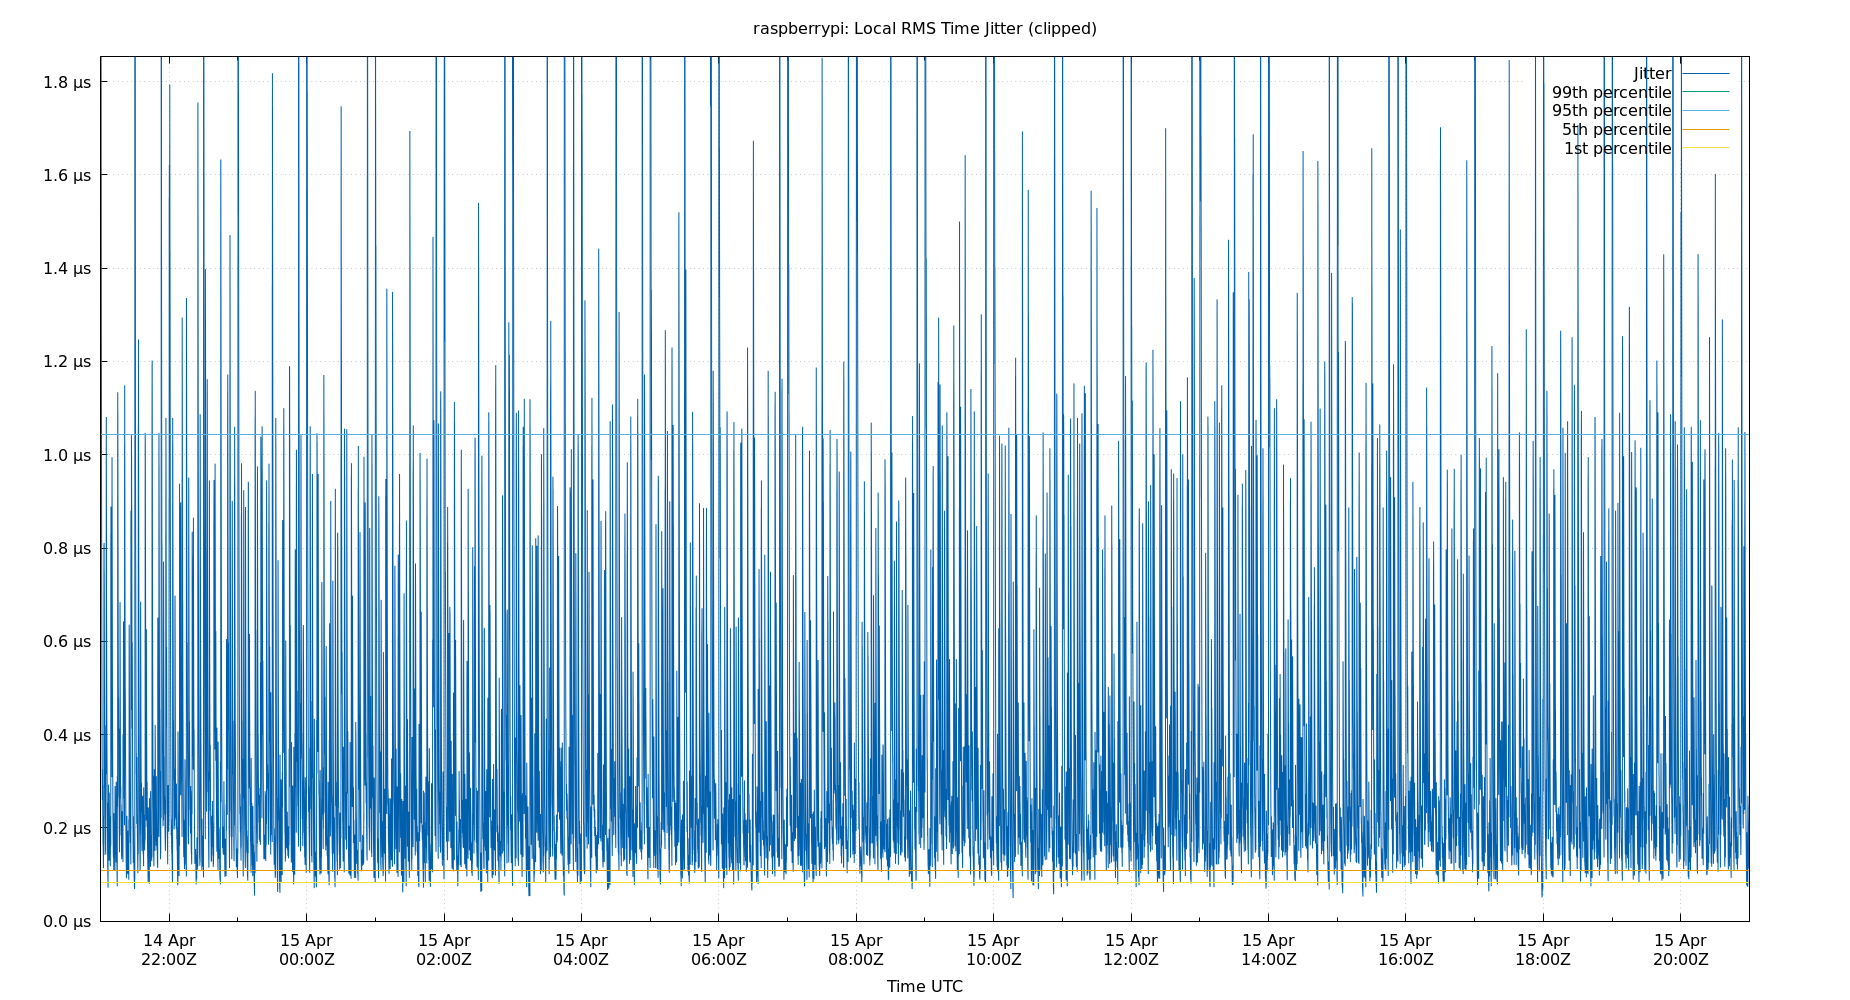 raspberrypi: Local RMS Time Jitter (clipped)
1.8 µs
1.6 µs
1.4 µs
1.2 µs
1.0 µs
0.8 µs
0.6 µs
0.4 µs
0.2 µs
0.0 µs
Jitter
99th percentile
95th percentile
5th percentile
1st percentile
14 Apr 15 Apr 15 Apr 15 Apr 15 Apr 15 Apr 15 Apr 15 Apr 15 Apr 15 Apr 15 Apr 15 Apr
22:00Z 00:00Z 02:00Z 04:00Z 06:00Z 08:00Z 10:00Z 12:00Z 14:00Z 16:00Z 18:00Z 20:00Z
Time UTC